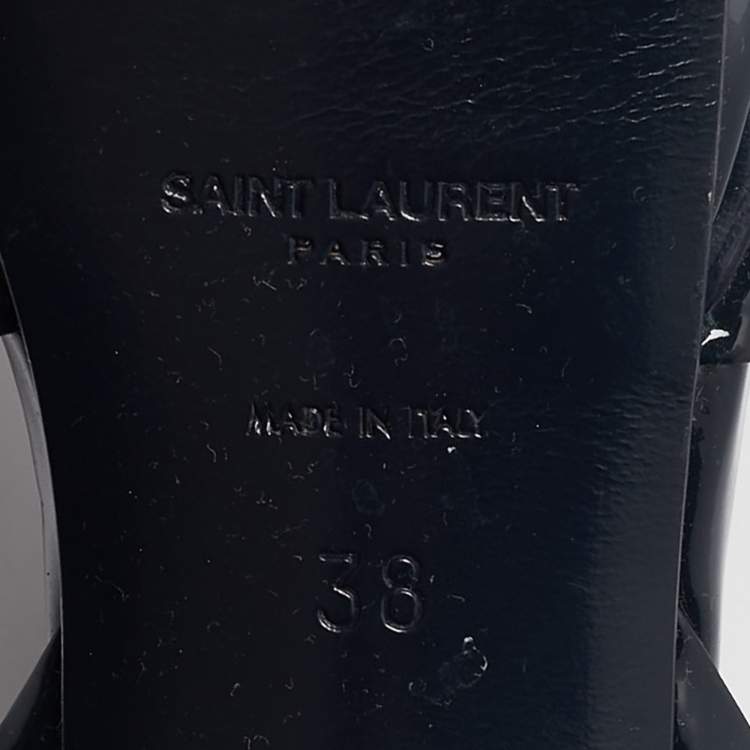 SAINT LAURENT
PARIS
MADE IN ITALY
38